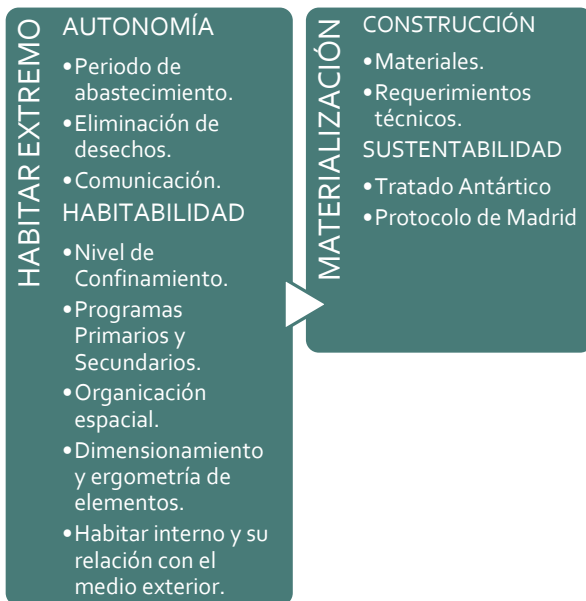 HABITAR EXTREMO
AUTONOMÍA
•Periodo de
abastecimiento.
•Eliminación de
desechos.
•Comunicación.
HABITABILIDAD
•Nivel de
Confinamiento.
•Programas
Primarios y
Secundarios.
•Organización
espacial.
•Dimensionamiento
y ergometría de
elementos.
•Habitar interno y su
relación con el
medio exterior.
MATERIALIZACIÓN
CONSTRUCCIÓN
•Materiales.
•Requerimientos
técnicos.
SUSTENTABILIDAD
•Tratado Antártico
•Protocolo de Madrid